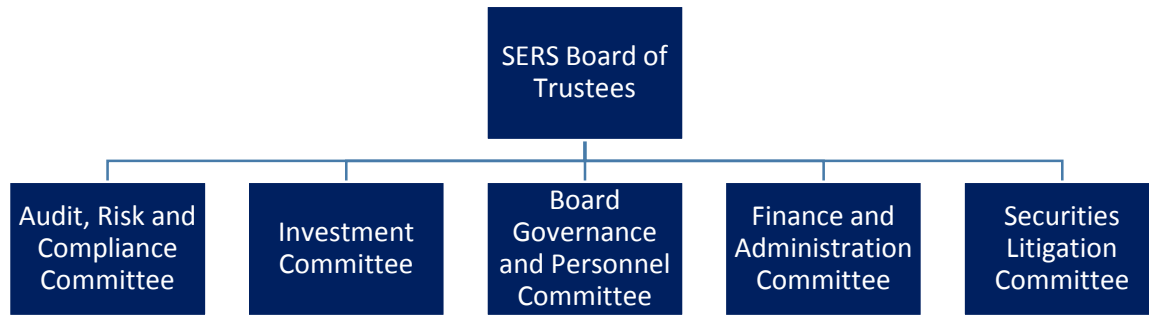 SERS Board of
Trustees
Audit, Risk and
Compliance
Committee
Investment
Committee
Board
Governance
and Personnel
Committee
Finance and
Administration
Committee
Securities
Litigation
Committee